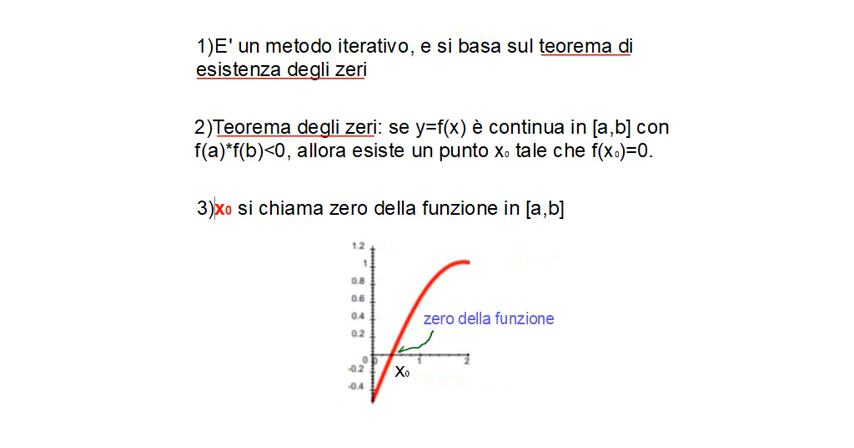 1)E' un metodo iterativo, e si basa sul teorema di
esistenza degli zeri
2)Teorema degli zeri: se y=f(x) è continua in [a,b] con
f(a)*f(b)<0, allora esiste un punto x₀ tale che f(x₀)=0.
3)x₀ si chiama zero della funzione in [a,b]
1.2
1
0.8
0.6
0.4
zero della funzione
0.2
0 0 1 2
-0.2
X₀
-0.4